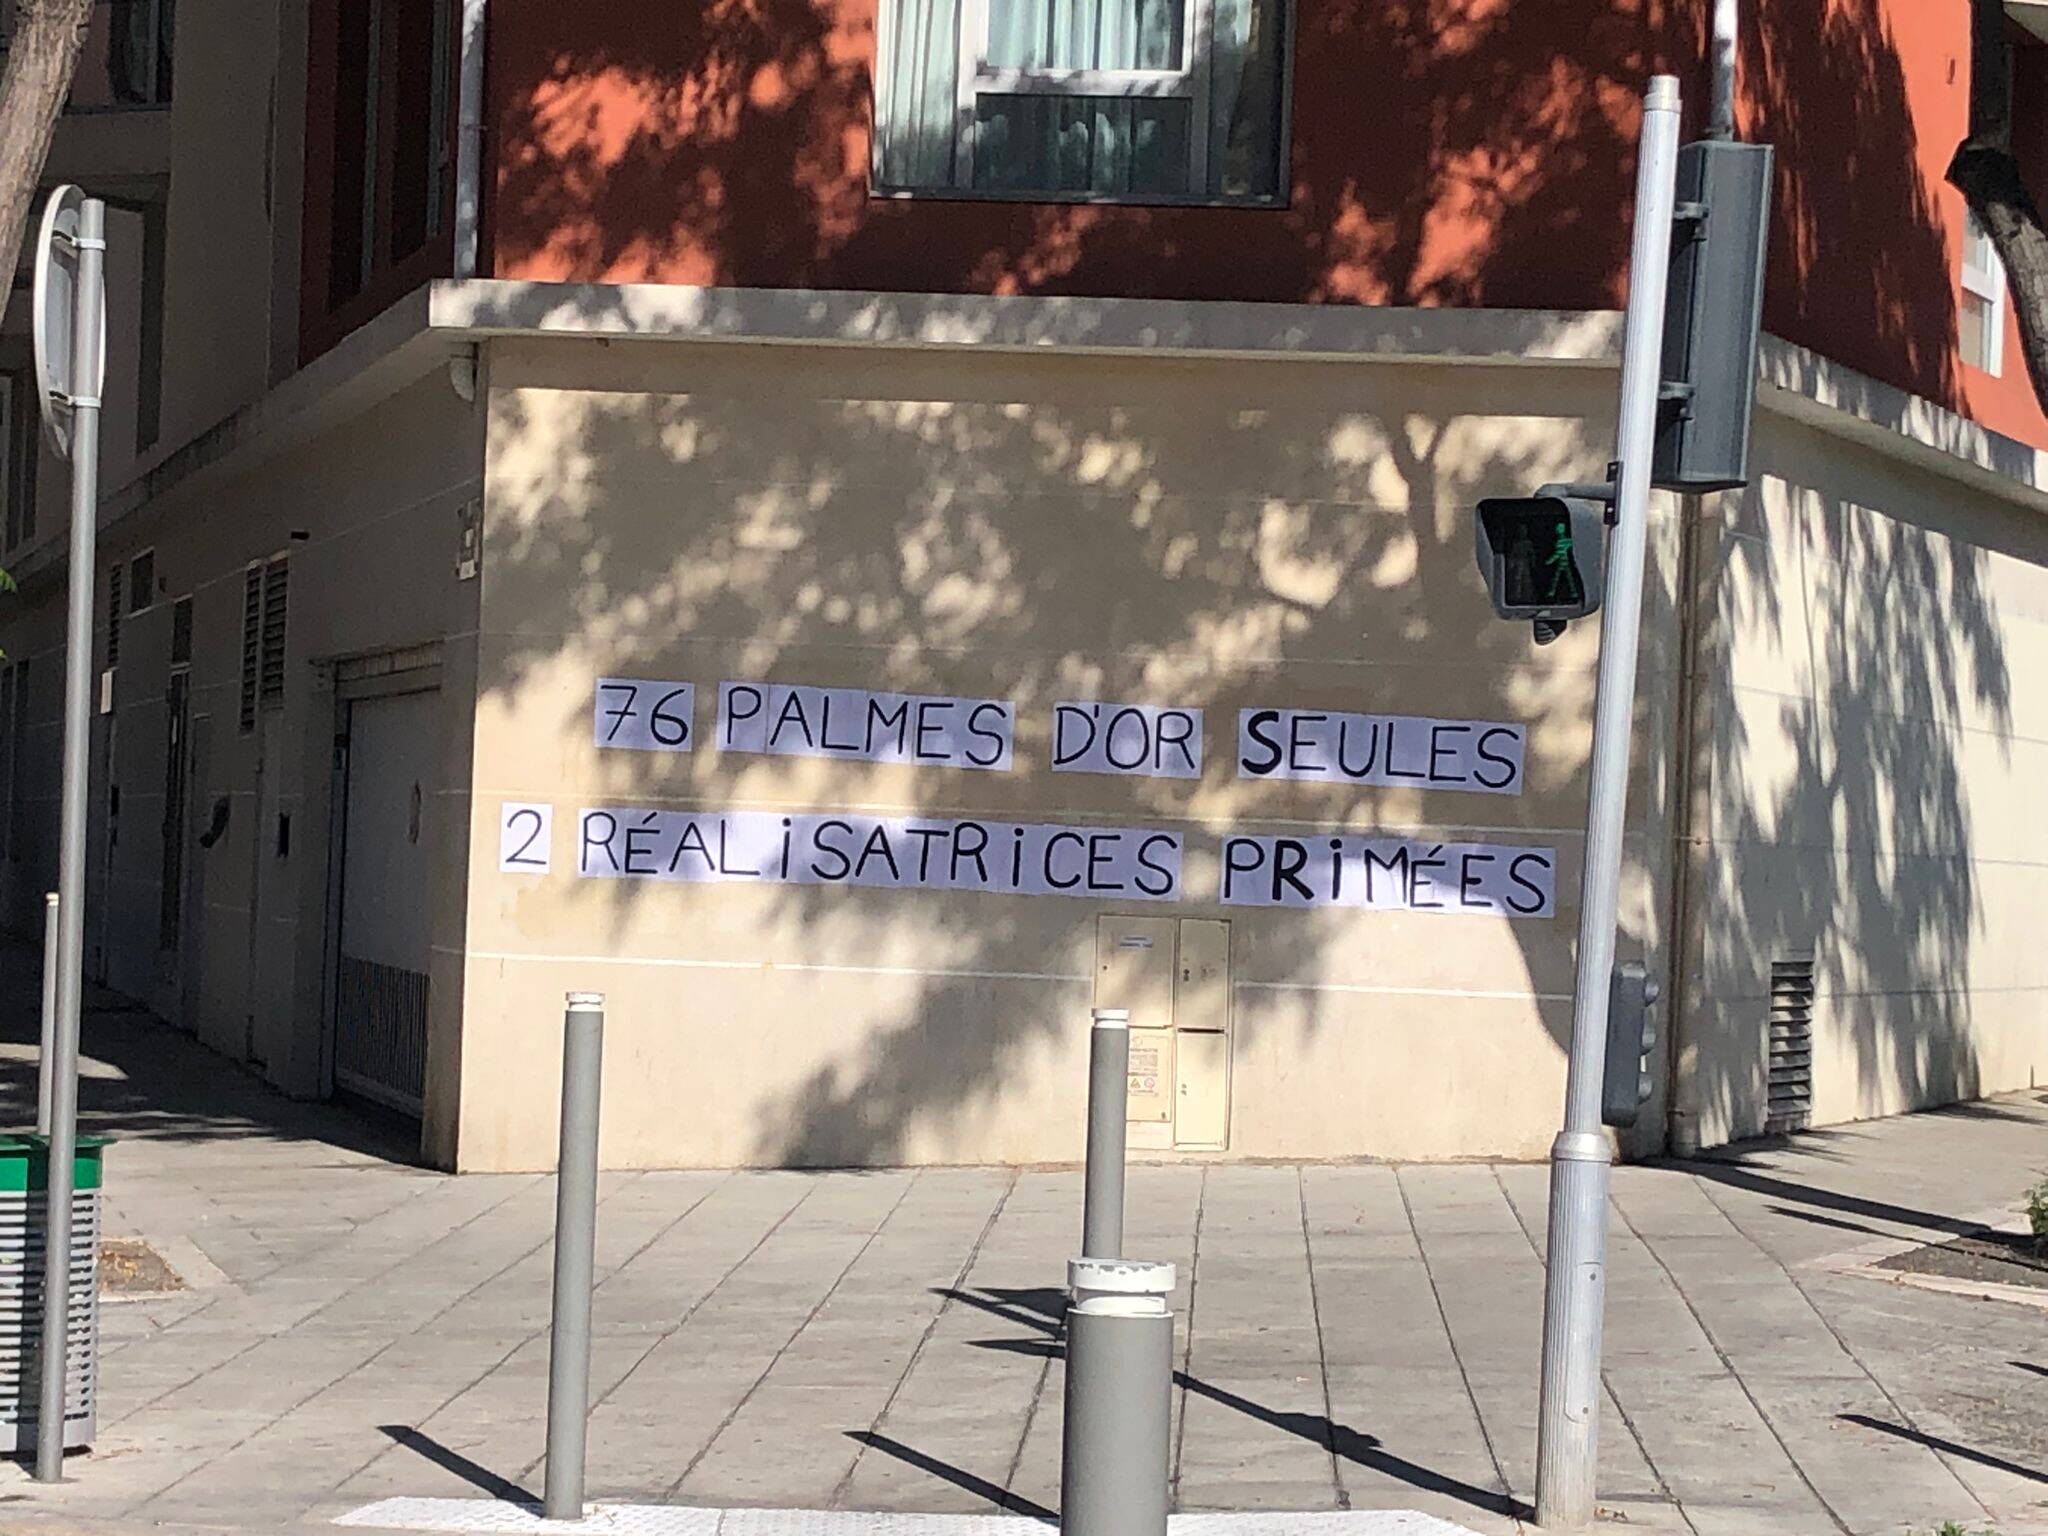 76 PALMES D'OR SEULES
2 RÉALiSATRiCES PRiMÉES